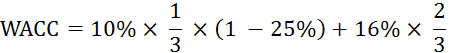 WACC = 10% × 1/3 × (1 − 25%) + 16% × 2/3